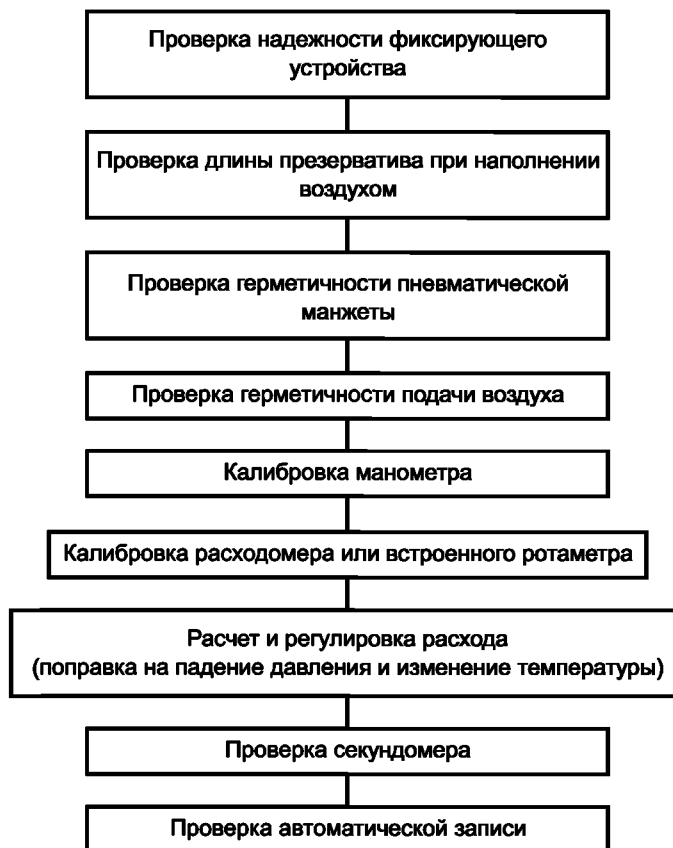 Проверка надежности фиксирующего
устройства
Проверка длины презерватива при наполнении
воздухом
Проверка герметичности пневматической
манжеты
Проверка герметичности подачи воздуха
Калибровка манометра
Калибровка расходомера или встроенного ротаметра
Расчет и регулировка расхода
(поправка на падение давления и изменение температуры)
Проверка секундомера
Проверка автоматической записи